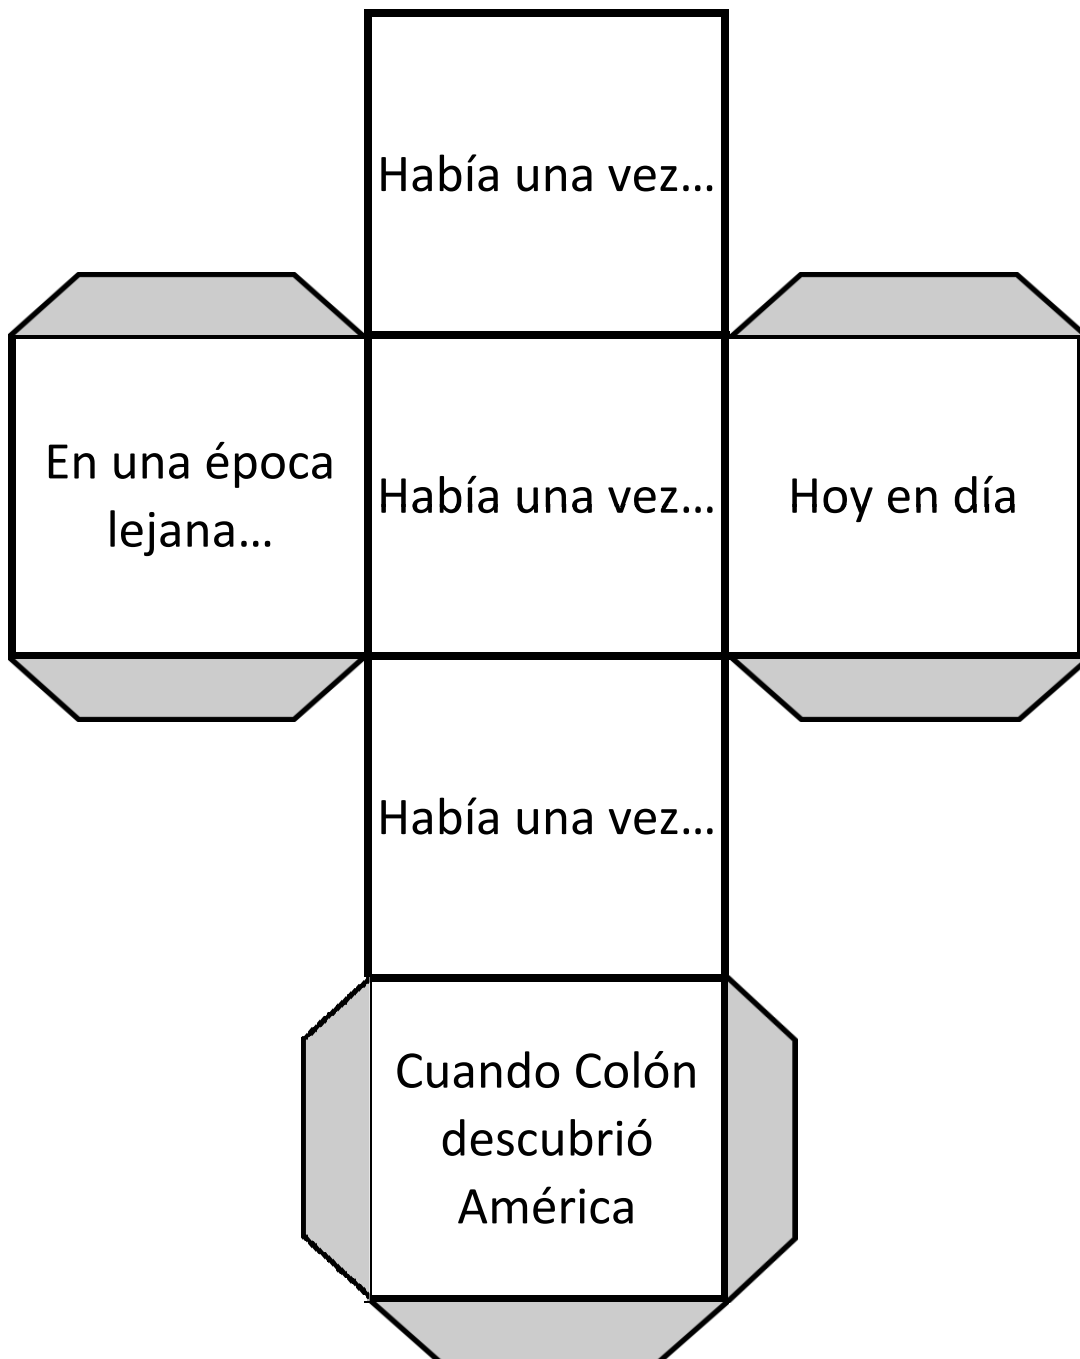 Había una vez...
En una época
lejana...
Había una vez...
Hoy en día
Había una vez...
Cuando Colón
descubrió
América